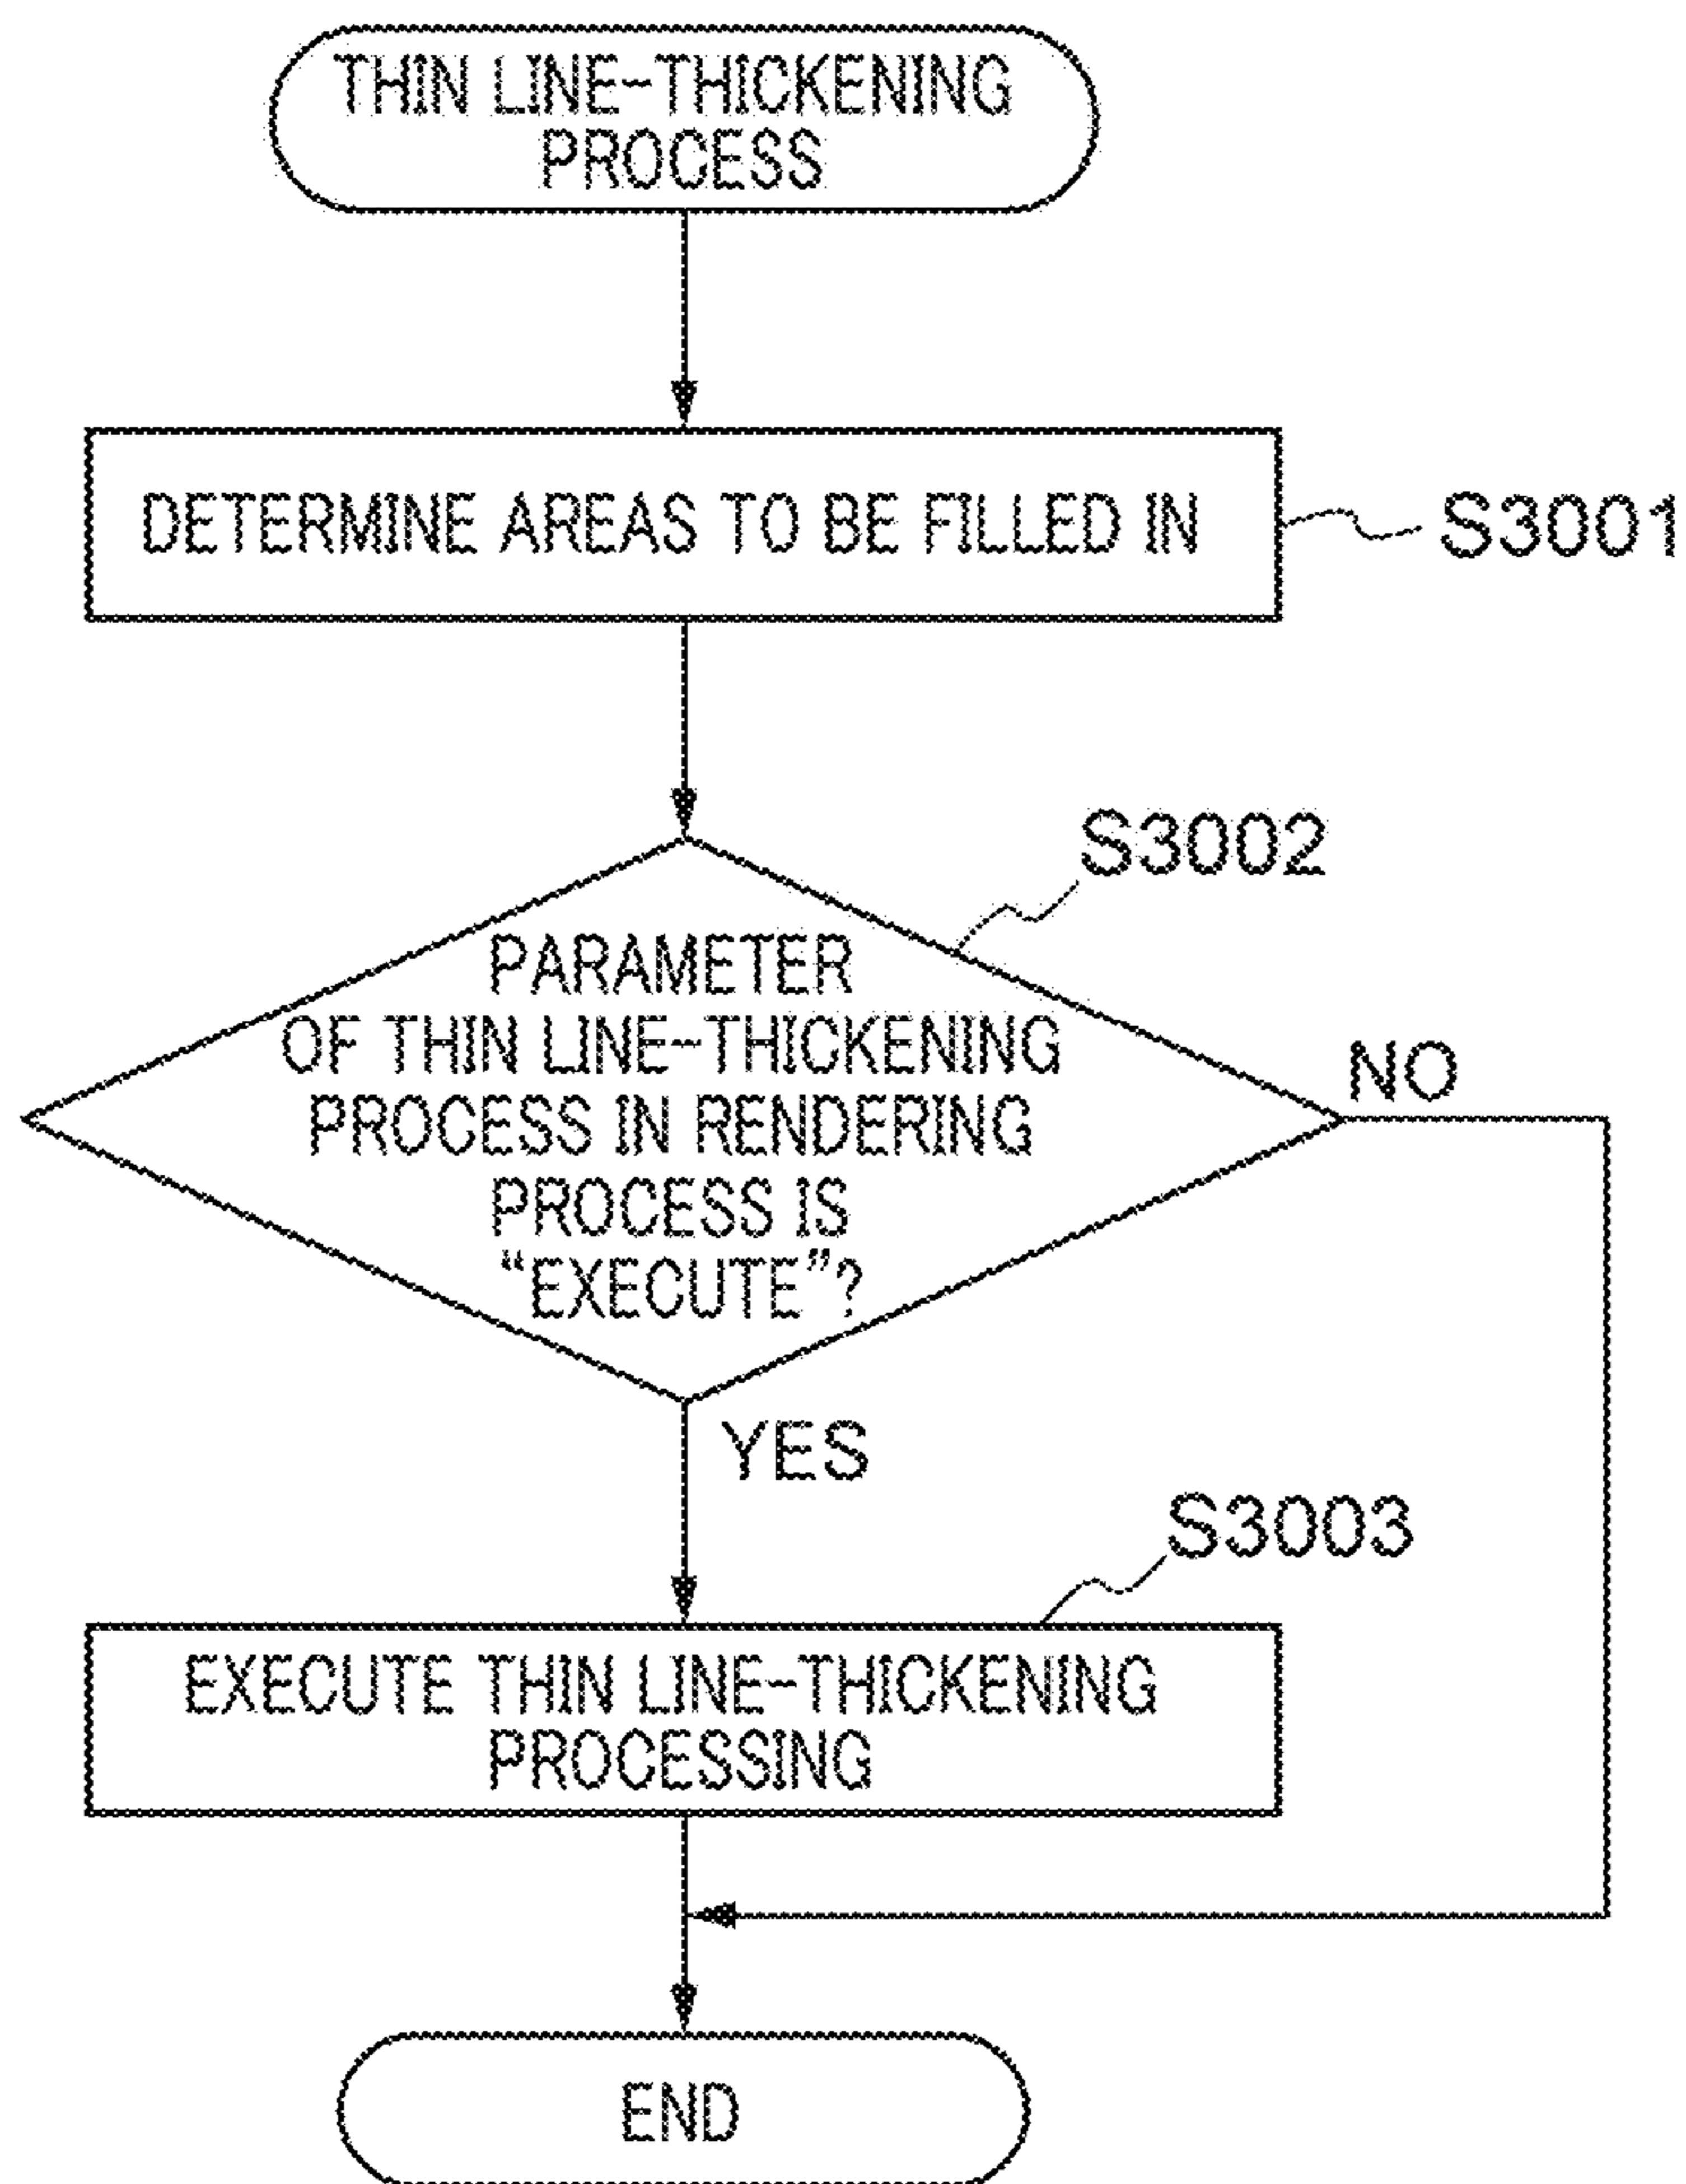 THIN LINE-THICKENING
PROCESS
DETERMINE AREAS TO BE FILLED IN
S3001
S3002
PARAMETER
OF THIN LINE-THICKENING
PROCESS IN RENDERING
PROCESS IS
“EXECUTE”?
NO
YES
S3003
EXECUTE THIN LINE-THICKENING
PROCESSING
END